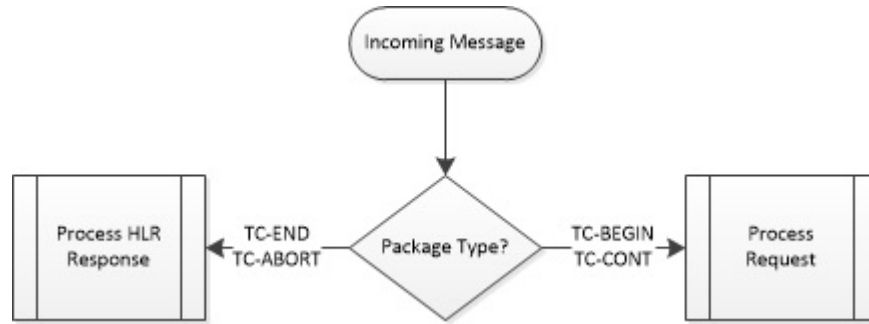 Incoming Message
Process HLR
Response
TC-END
TC-ABORT
Package Type?
TC-BEGIN
TC-CONT
Process
Request